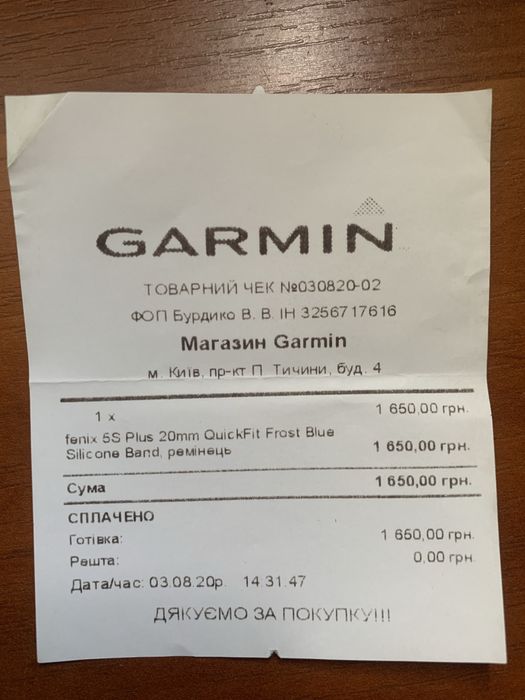 GARMIN
ТОВАРНИЙ ЧЕК №030820-02
ФОП Бурдико В. В. ІН 3256717616
Магазин Garmin
м. Київ, пр-кт П. Тичини, буд. 4
1 x 1 650,00 грн.
fenix 5S Plus 20mm QuickFit Frost Blue
Silicone Band, ремінець 1 650,00 грн.
Сума 1 650,00 грн.
СПЛАЧЕНО
Готівка: 1 650,00 грн.
Решта: 0,00 грн.
Дата/час: 03.08.20р. 14:31:47
ДЯКУЄМО ЗА ПОКУПКУ!!!